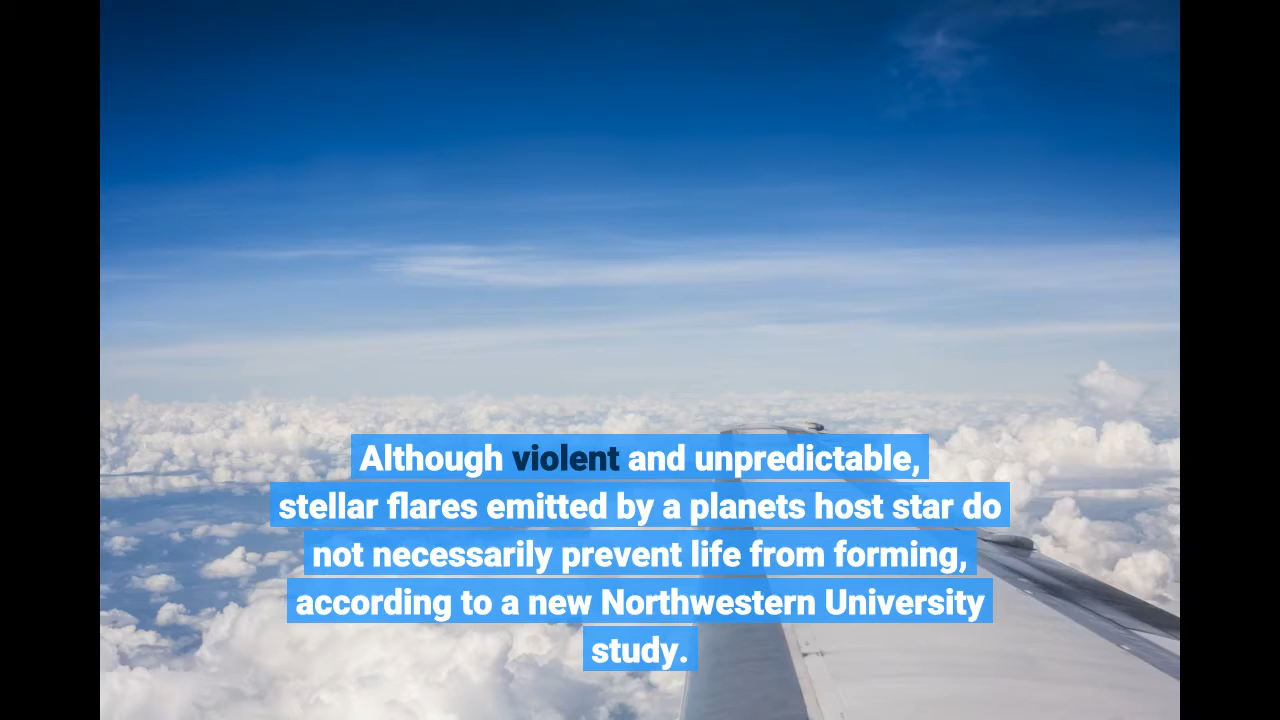 Although violent and unpredictable,
stellar flares emitted by a planets host star do
not necessarily prevent life from forming,
according to a new Northwestern University
study.